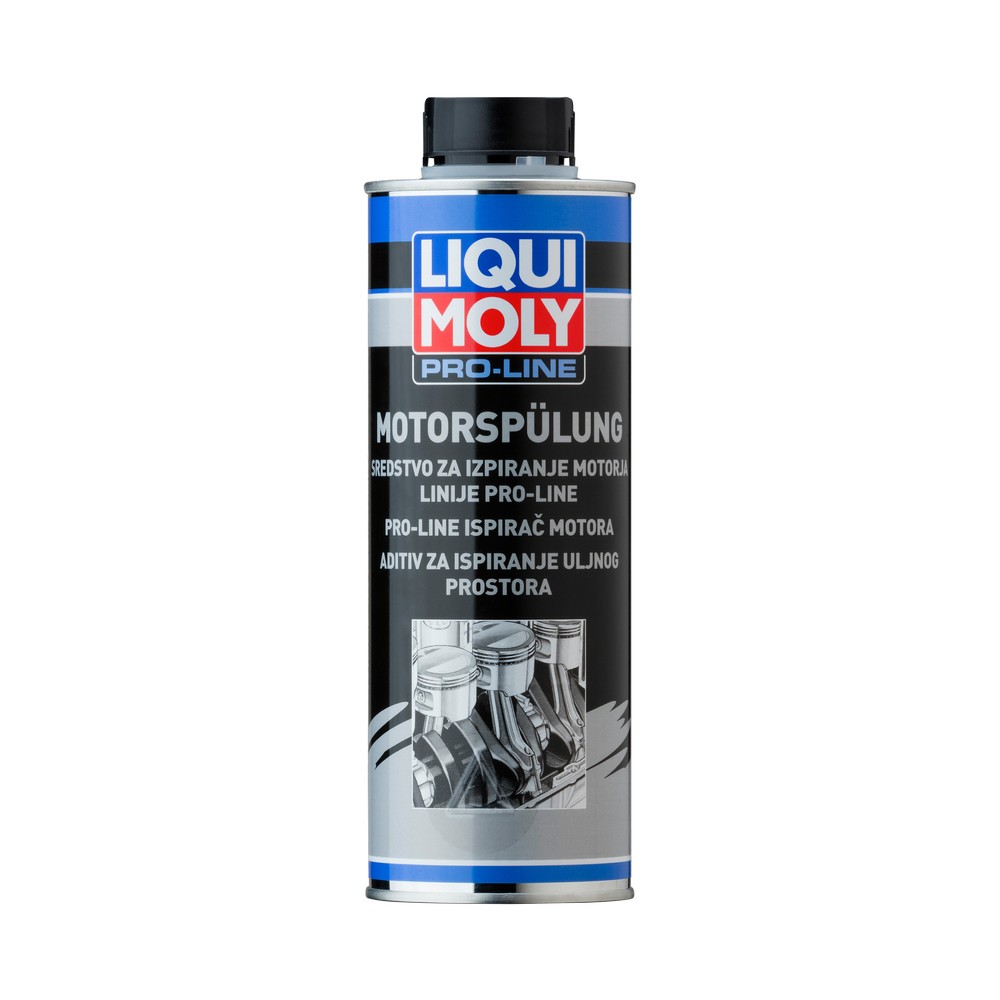 LIQUI
MOLY
PRO-LINE
MOTORSPÜLUNG
SREDSTVO ZA IZPIRANJE MOTORJA
LINIJE PRO-LINE
PRO-LINE ISPIRAČ MOTORA
ADITIV ZA ISPIRANJE ULJNOG
PROSTORA